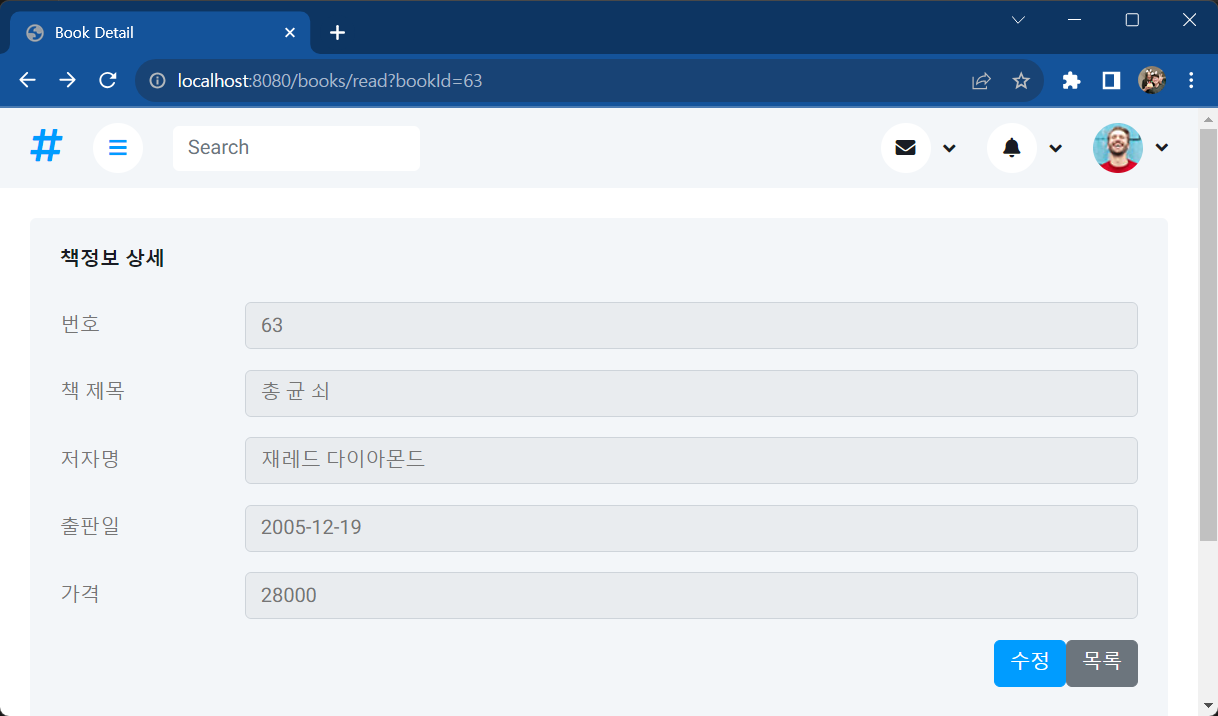 Book Detail
localhost:8080/books/read?bookId=63
#
Search
책정보 상세
번호 63
책 제목 총 균 쇠
저자명 재레드 다이아몬드
출판일 2005-12-19
가격 28000
수정 목록